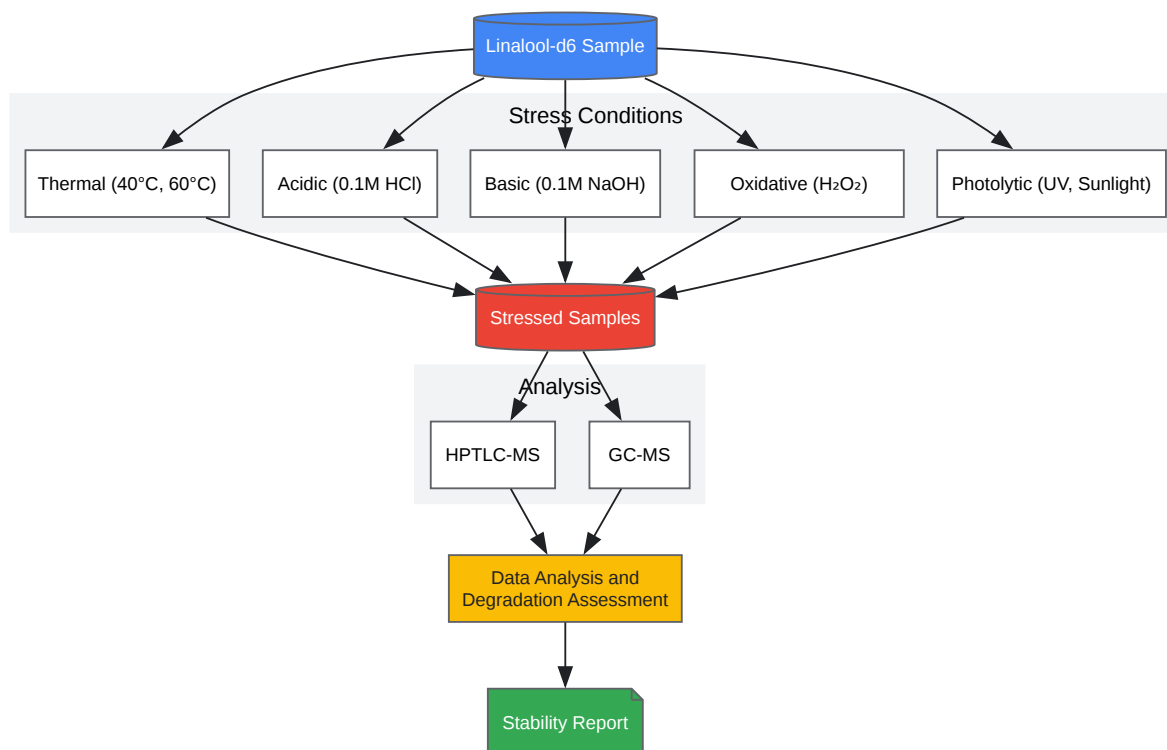 Linalool-d6 Sample
Stress Conditions
Thermal (40°C, 60°C)
Acidic (0.1M HCl)
Basic (0.1M NaOH)
Oxidative (H₂O₂)
Photolytic (UV, Sunlight)
Stressed Samples
Analysis
HPTLC-MS
GC-MS
Data Analysis and
Degradation Assessment
Stability Report